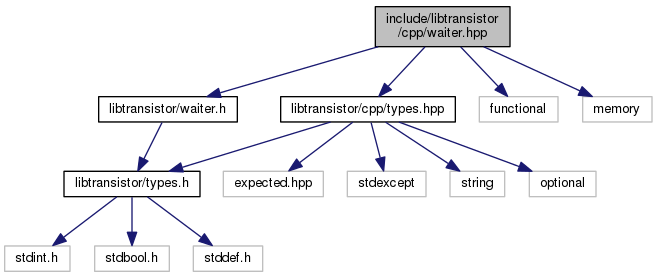 include/libtransistor
/cpp/waiter.hpp
libtransistor/waiter.h
libtransistor/cpp/types.hpp
functional
memory
libtransistor/types.h
expected.hpp
stdexcept
string
optional
stdint.h
stdbool.h
stddef.h